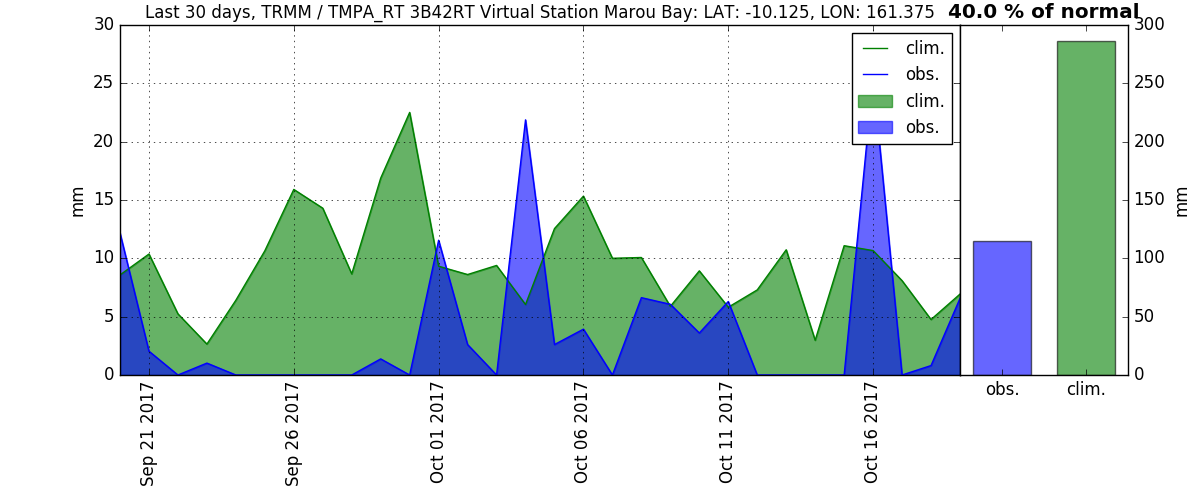 Last 30 days, TRMM / TMPA_RT 3B42RT Virtual Station Marou Bay: LAT: -10.125, LON: 161.375
40.0 % of normal
30
25
20
15
10
5
0
mm
clim.
obs.
clim.
obs.
300
250
200
150
100
50
0
mm
Sep 21 2017
Sep 26 2017
Oct 01 2017
Oct 06 2017
Oct 11 2017
Oct 16 2017
obs.
clim.